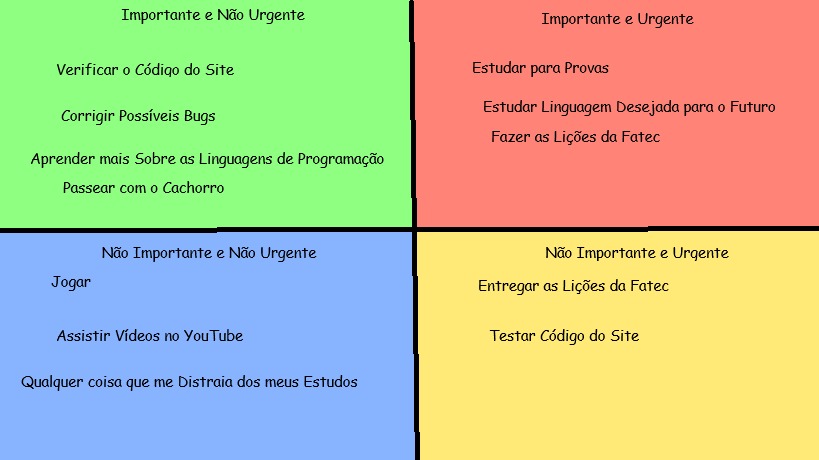 Importante e Não Urgente
Verificar o Código do Site
Corrigir Possíveis Bugs
Aprender mais Sobre as Linguagens de Programação
Passear com o Cachorro
Importante e Urgente
Estudar para Provas
Estudar Linguagem Desejada para o Futuro
Fazer as Lições da Fatec
Não Importante e Não Urgente
Jogar
Assistir Vídeos no YouTube
Qualquer coisa que me Distraia dos meus Estudos
Não Importante e Urgente
Entregar as Lições da Fatec
Testar Código do Site